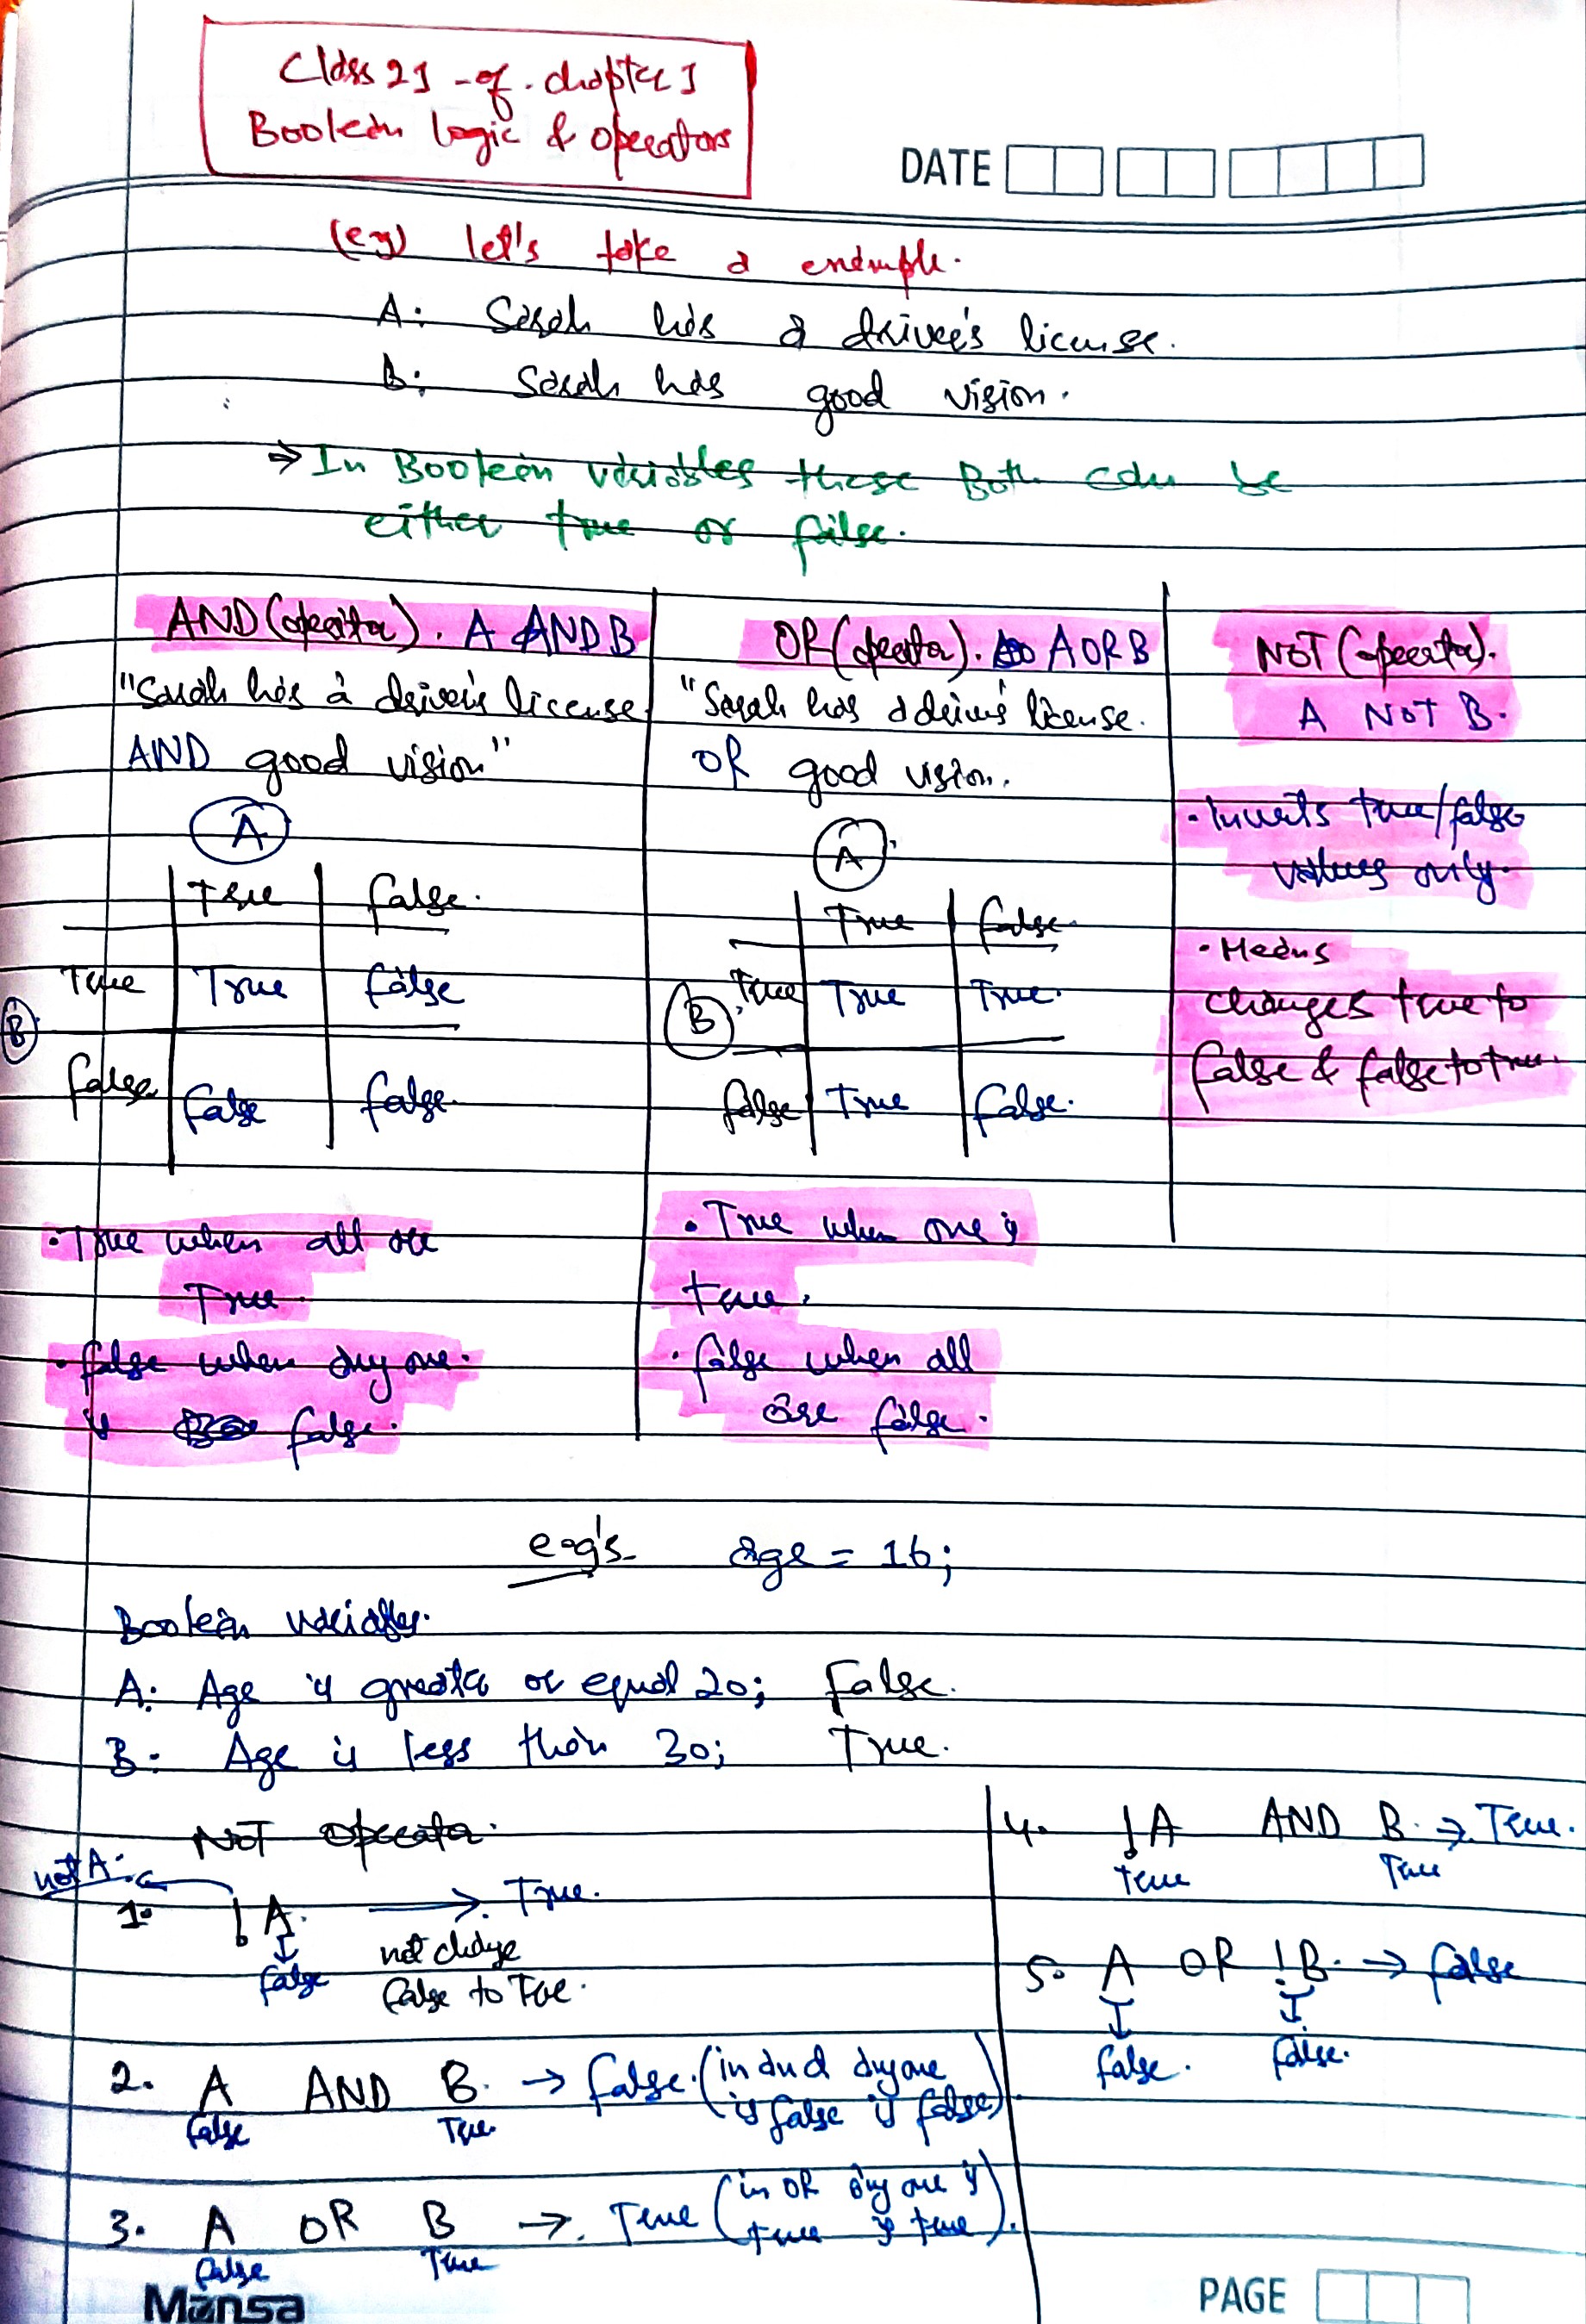 Class 21 - of - chapter 1
Boolean logic & operators
DATE
(eg) let's take a example.
A: Sarah has a driver's license.
B: Sarah has good vision.
⇒ In Boolean variables these Both can be
either true or false.
AND (operator). A AND B
"Sarah has a driver's license
AND good vision"
A
True false.
True True false
B
false. false false.
• True when all are
True.
• false when any one.
is false.
OR (operator). A OR B
"Sarah has a driver's license.
OR good vision.
A
True false
True True True.
B
false True false.
• True when one is
true.
• false when all
are false.
NOT (operator).
A NOT B.
• Inverts true/false
values only.
• Means
changes true to
false & false to true.
e.g's age = 16;
Boolean variables.
A: Age is greater or equal 20; False.
B: Age is less than 30; True.
NOT Operator.
not A.
1. !A. → True.
false not change
false to True.
2. A AND B. → false. (in and any one
False True is false is false)
3. A OR B → True (in OR any one is
false True true is true).
4. !A AND B. → True.
true True
5. A OR !B. → false
false. false.
Mansa
PAGE